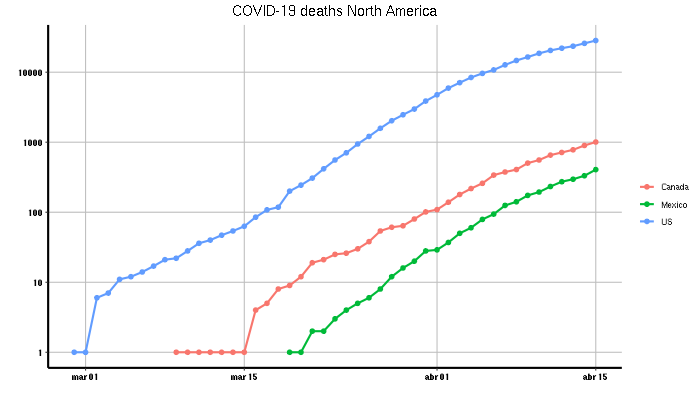 COVID-19 deaths North America
10000
1000
100
10
1
mar 01
mar 15
abr 01
abr 15
Canada
Mexico
US